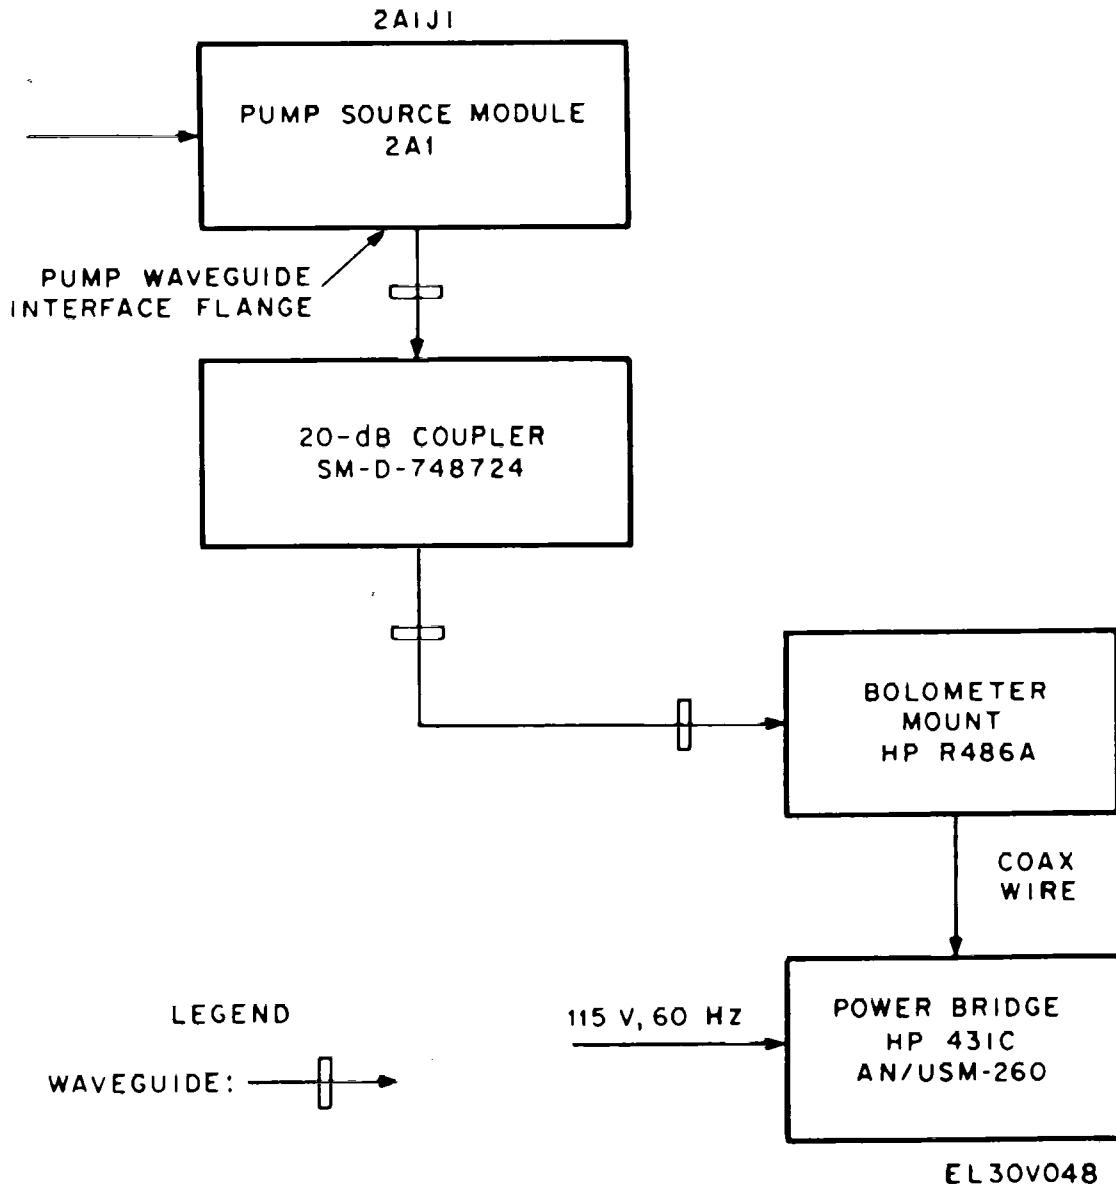 2A1J1
PUMP SOURCE MODULE
2A1
PUMP WAVEGUIDE
INTERFACE FLANGE
20-dB COUPLER
SM-D-748724
BOLOMETER
MOUNT
HP R486A
COAX
WIRE
LEGEND
WAVEGUIDE:
115 V, 60 Hz
POWER BRIDGE
HP 431C
AN/USM-260
EL30V048